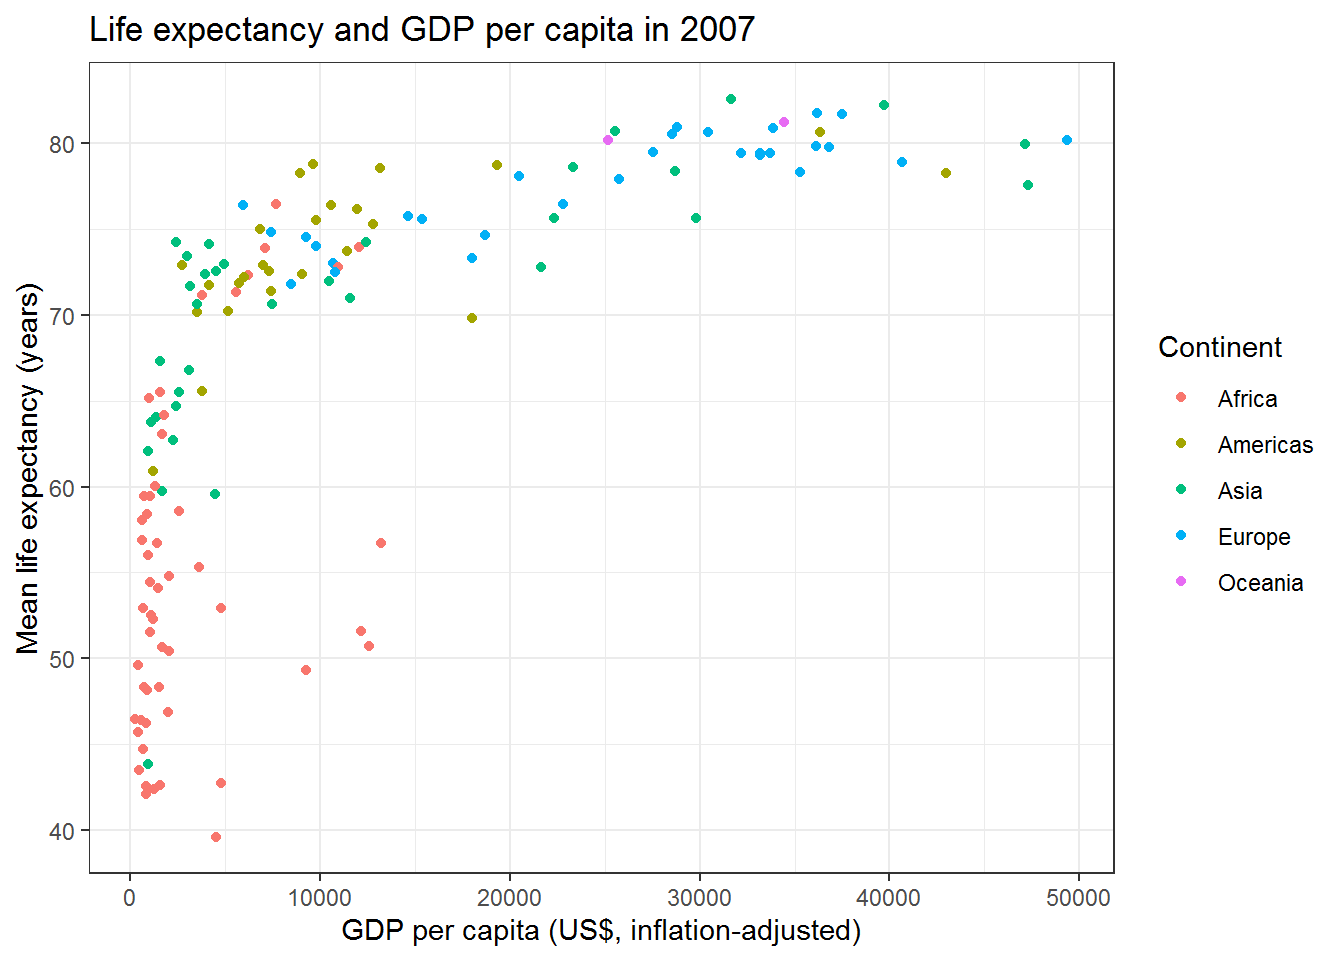 Life expectancy and GDP per capita in 2007
Mean life expectancy (years)
80
70
60
50
40
0 10000 20000 30000 40000 50000
GDP per capita (US$, inflation-adjusted)
Continent
Africa
Americas
Asia
Europe
Oceania